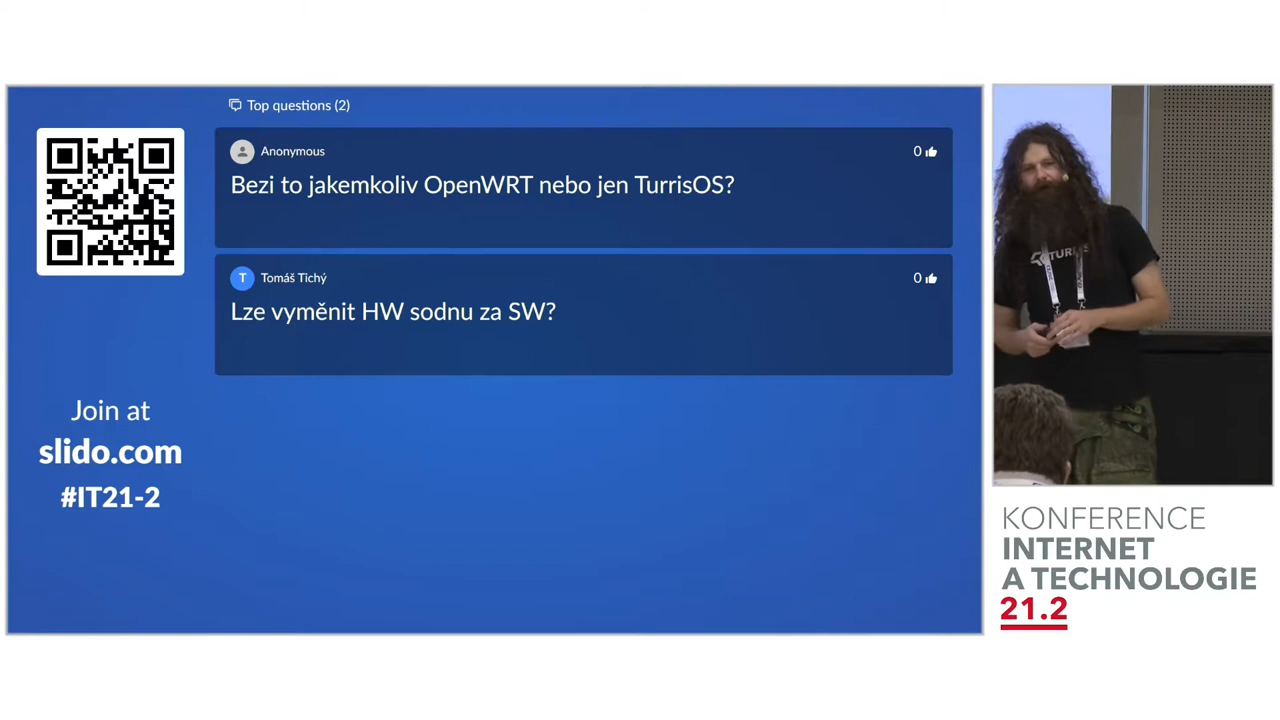 Top questions (2)
Anonymous
0
Bezi to jakemkoliv OpenWRT nebo jen TurrisOS?
T
Tomáš Tichý
0
Lze vyměnit HW sodnu za SW?
Join at
slido.com
#IT21-2
TURRIS
KONFERENCE
INTERNET
A TECHNOLOGIE
21.2